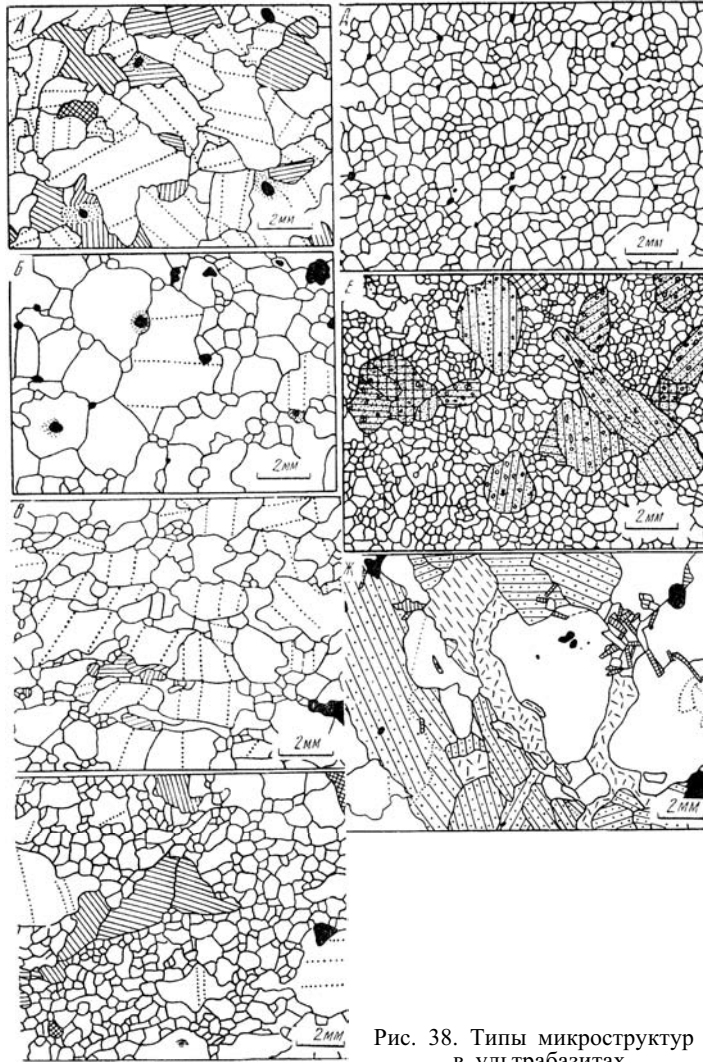 А
2мм
Б
2мм
В
2мм
2мм
Д
2мм
Е
2мм
Ж
2мм
Рис. 38. Типы микроструктур
в ультрабазитах